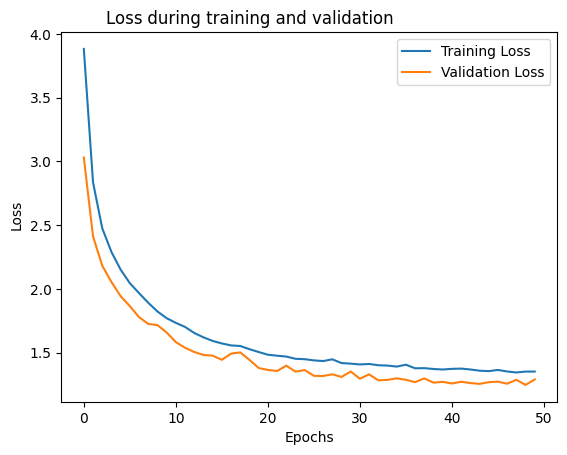 Loss during training and validation
Training Loss
Validation Loss
Loss
4.0
3.5
3.0
2.5
2.0
1.5
0 10 20 30 40 50
Epochs